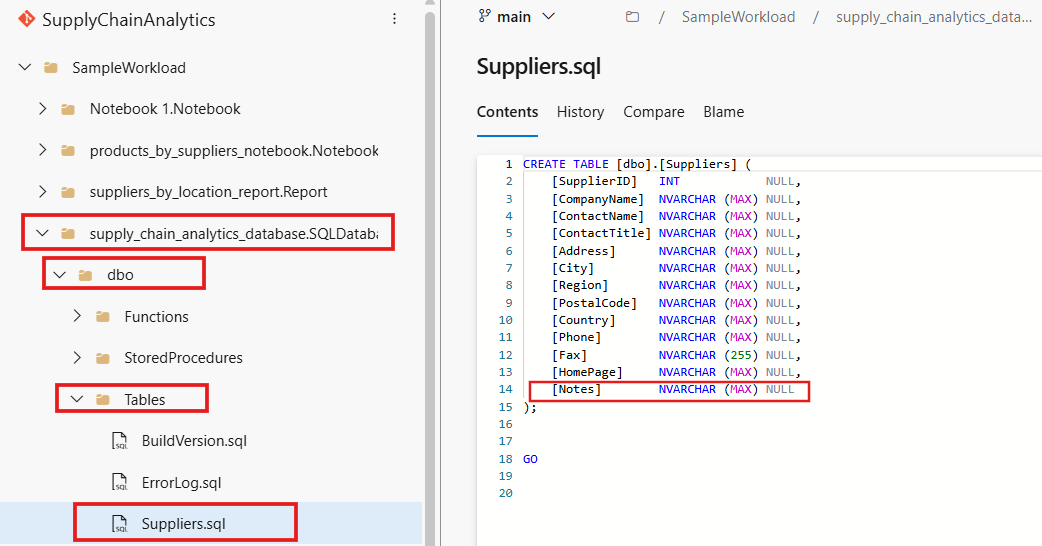 SupplyChainAnalytics
SampleWorkload
Notebook 1.Notebook
products_by_suppliers_notebook.Notebook
suppliers_by_location_report.Report
supply_chain_analytics_database.SQLDataba
dbo
Functions
StoredProcedures
Tables
BuildVersion.sql
ErrorLog.sql
Suppliers.sql
main / SampleWorkload / supply_chain_analytics_data...
Suppliers.sql
Contents History Compare Blame
1 CREATE TABLE [dbo].[Suppliers] (
2 [SupplierID] INT NULL,
3 [CompanyName] NVARCHAR (MAX) NULL,
4 [ContactName] NVARCHAR (MAX) NULL,
5 [ContactTitle] NVARCHAR (MAX) NULL,
6 [Address] NVARCHAR (MAX) NULL,
7 [City] NVARCHAR (MAX) NULL,
8 [Region] NVARCHAR (MAX) NULL,
9 [PostalCode] NVARCHAR (MAX) NULL,
10 [Country] NVARCHAR (MAX) NULL,
11 [Phone] NVARCHAR (MAX) NULL,
12 [Fax] NVARCHAR (255) NULL,
13 [HomePage] NVARCHAR (MAX) NULL,
14 [Notes] NVARCHAR (MAX) NULL
15 );
16
17
18 GO
19
20